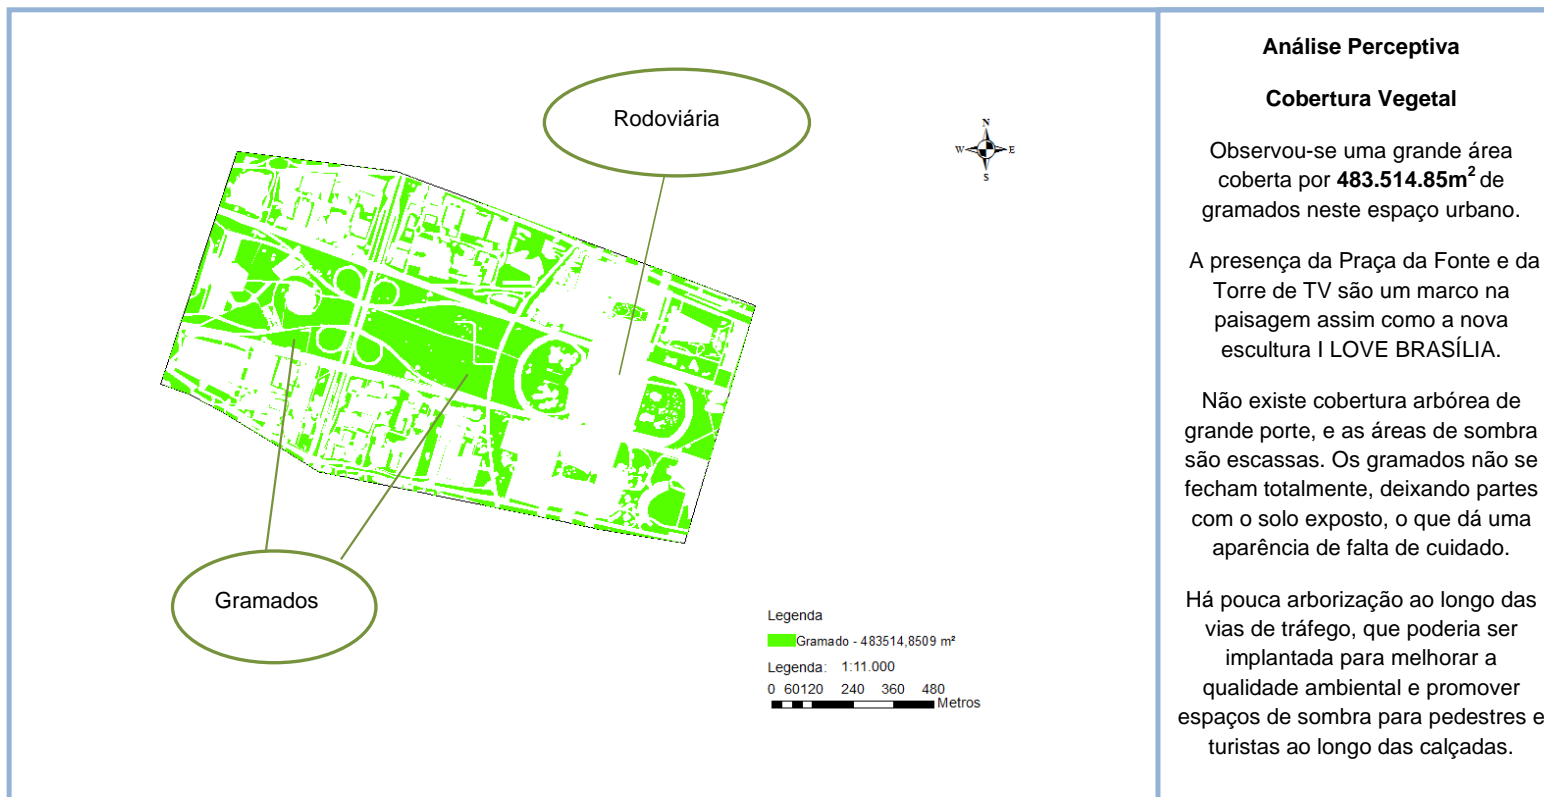 Rodoviária
N
W
E
S
Gramados
Legenda
Gramado - 483514,8509 m²
Legenda: 1:11.000
0 60120 240 360 480
Metros
Análise Perceptiva
Cobertura Vegetal
Observou-se uma grande área
coberta por 483.514.85m² de
gramados neste espaço urbano.
A presença da Praça da Fonte e da
Torre de TV são um marco na
paisagem assim como a nova
escultura I LOVE BRASÍLIA.
Não existe cobertura arbórea de
grande porte, e as áreas de sombra
são escassas. Os gramados não se
fecham totalmente, deixando partes
com o solo exposto, o que dá uma
aparência de falta de cuidado.
Há pouca arborização ao longo das
vias de tráfego, que poderia ser
implantada para melhorar a
qualidade ambiental e promover
espaços de sombra para pedestres e
turistas ao longo das calçadas.